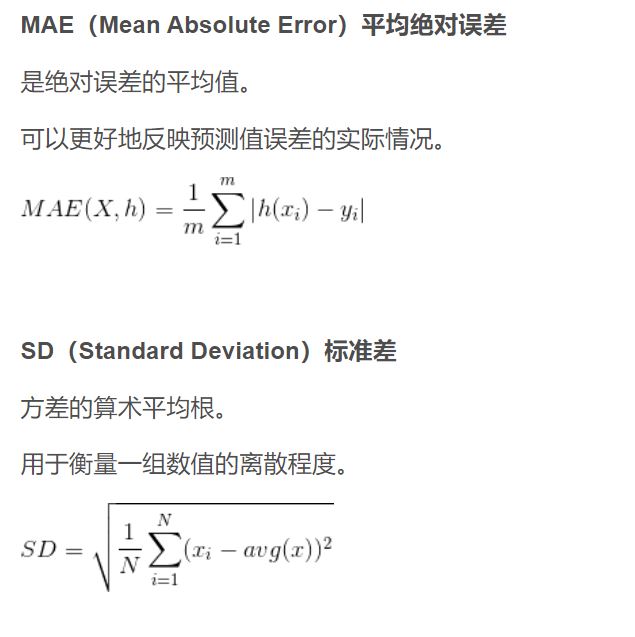 MAE（Mean Absolute Error）平均绝对误差
是绝对误差的平均值。
可以更好地反映预测值误差的实际情况。
$MAE(X, h) = \frac{1}{m} \sum_{i=1}^{m} |h(x_i) - y_i|$
SD（Standard Deviation）标准差
方差的算术平均根。
用于衡量一组数值的离散程度。
$SD = \sqrt{\frac{1}{N} \sum_{i=1}^{N} (x_i - avg(x))^2}$